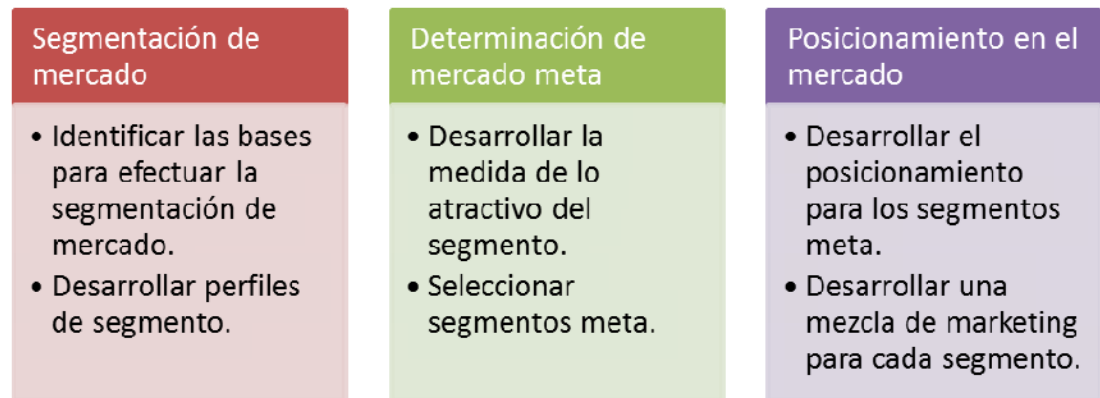 Segmentación de
mercado
• Identificar las bases
para efectuar la
segmentación de
mercado.
• Desarrollar perfiles
de segmento.
Determinación de
mercado meta
• Desarrollar la
medida de lo
atractivo del
segmento.
• Seleccionar
segmentos meta.
Posicionamiento en el
mercado
• Desarrollar el
posicionamiento
para los segmentos
meta.
• Desarrollar una
mezcla de marketing
para cada segmento.